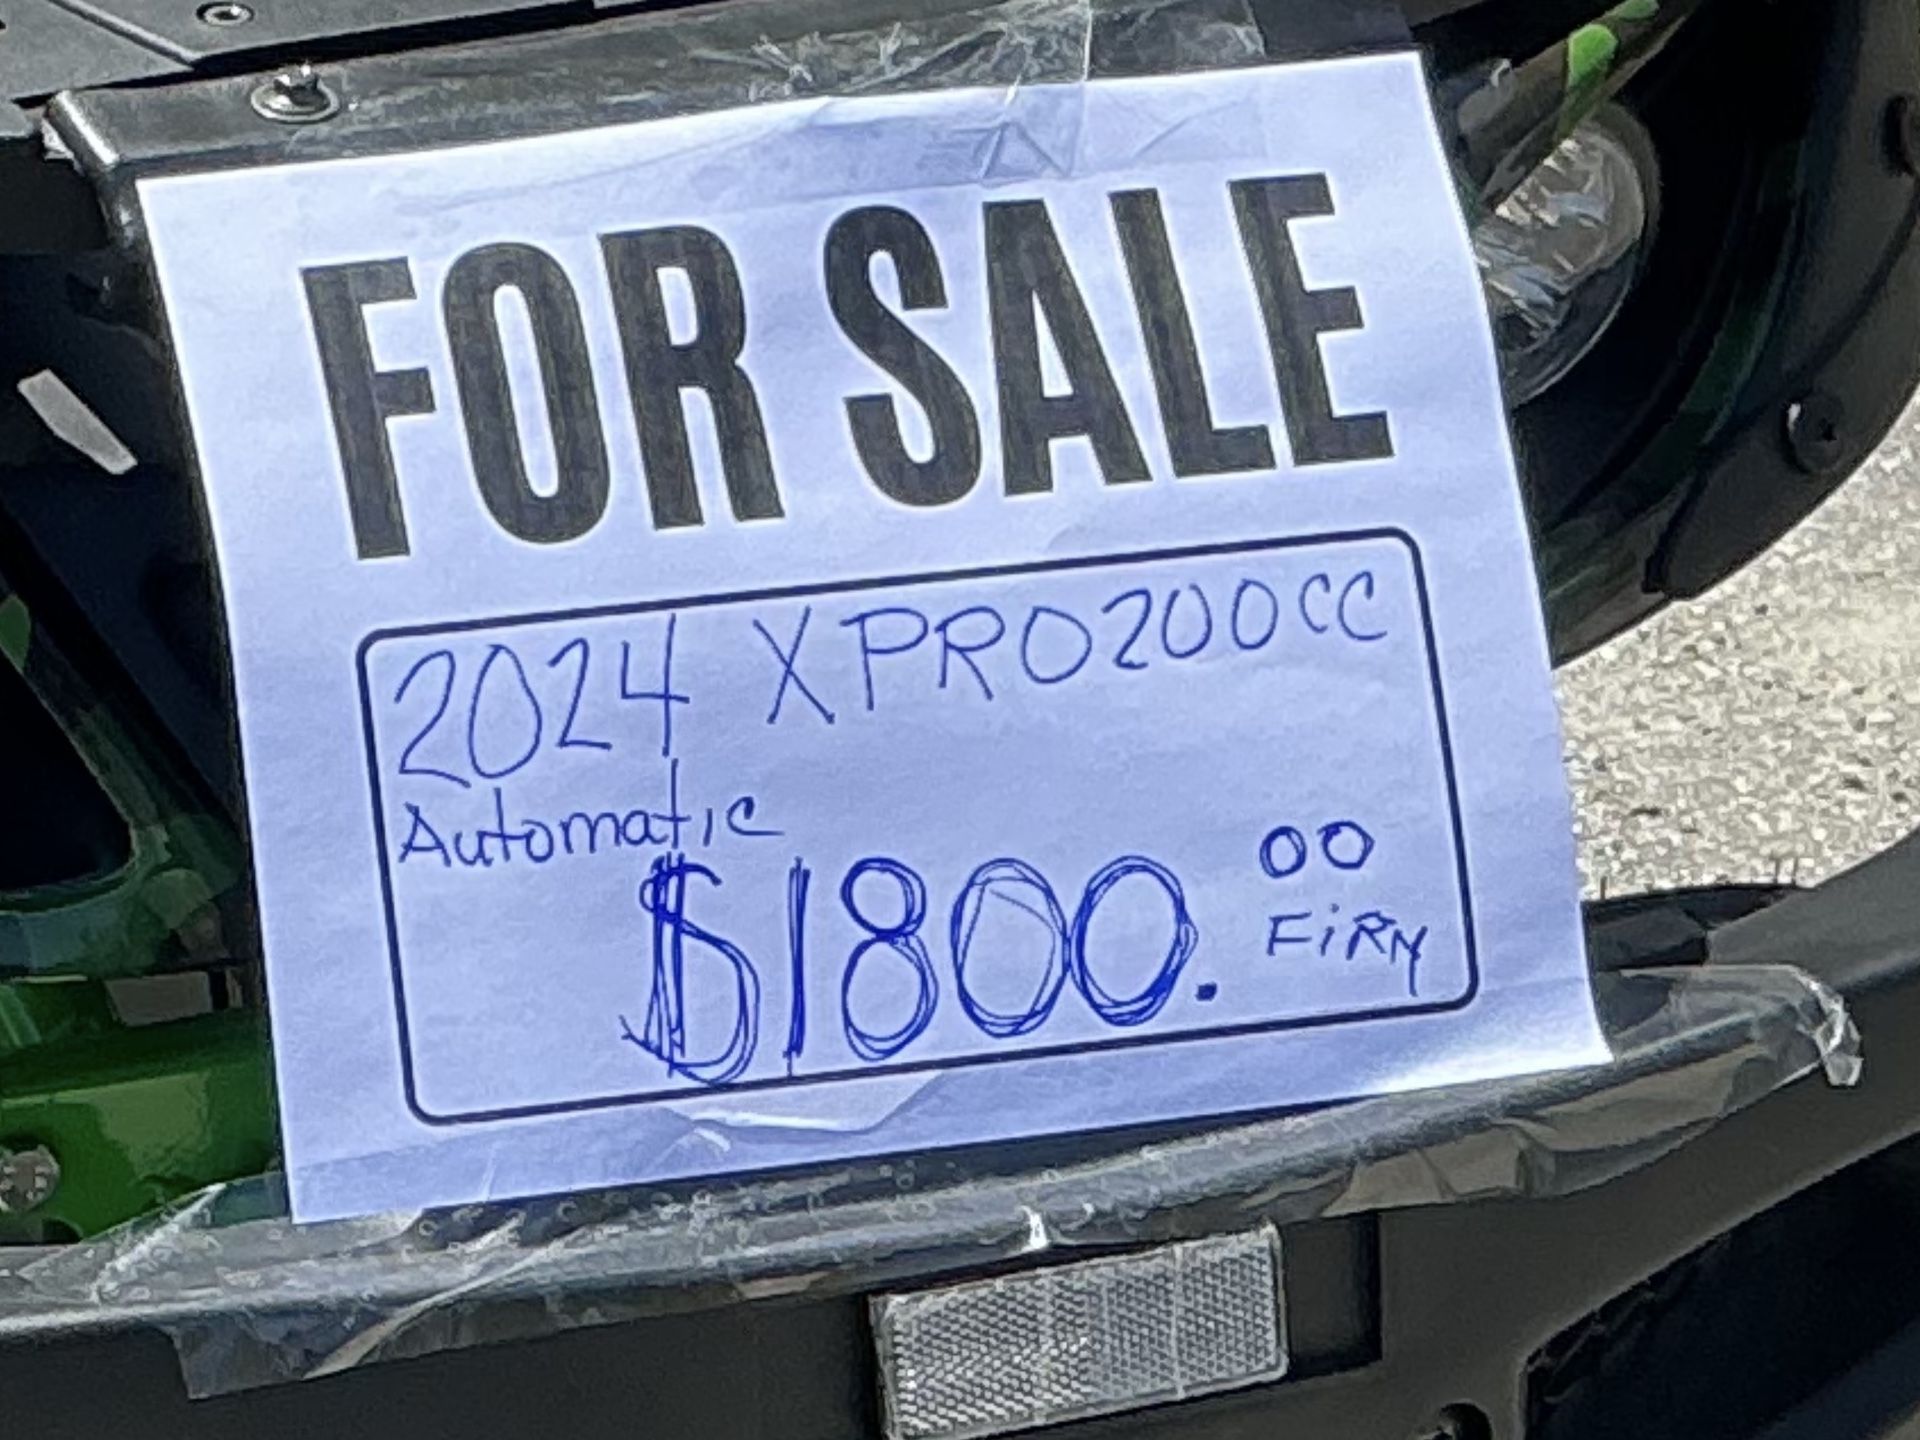 FOR SALE
2024 XPRO200CC
Automatic
$1800.00
FiRM